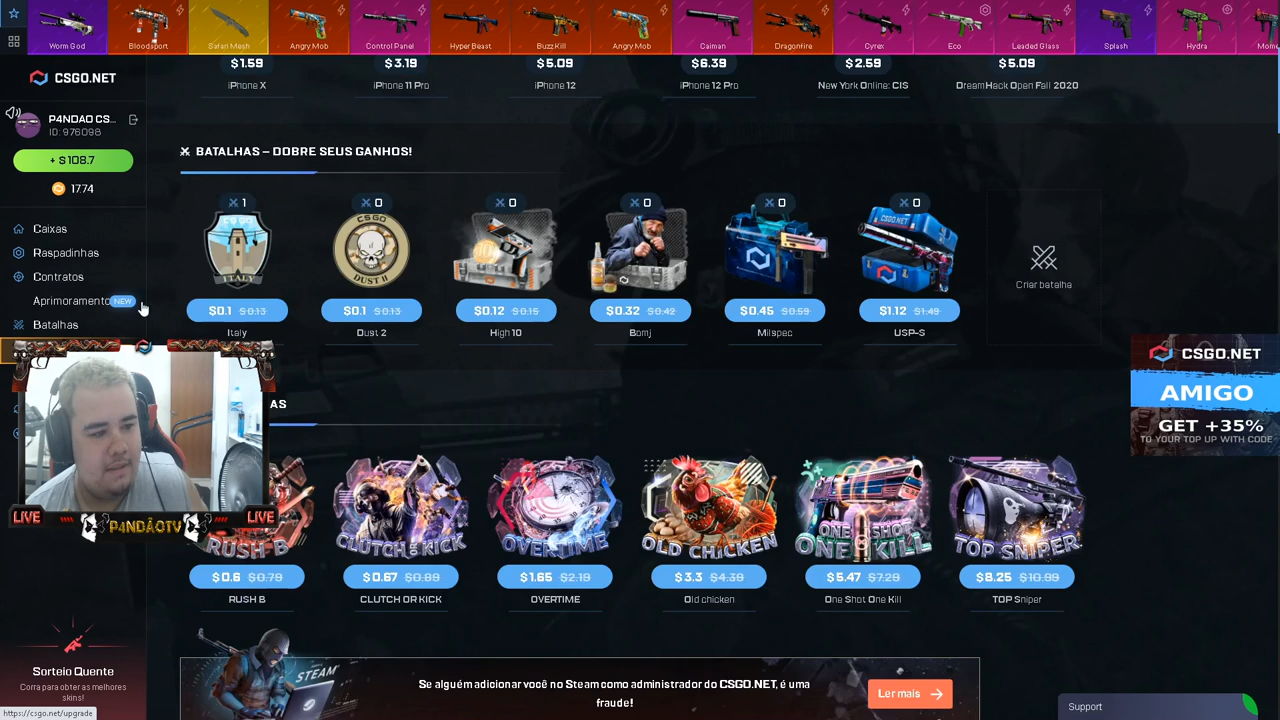 Worm God
Bloodsport
Safari Mesh
Angry Mob
Control Panel
Hyper Beast
Buzz Kill
Angry Mob
Caiman
Dragonfire
Cyrex
Eco
Leaded Glass
Splash
Hydra
CSGO.NET
P4NDAO CS...
ID: 976098
+ $ 108.7
17.74
Caixas
Raspadinhas
Contratos
Aprimoramento NEW
Batalhas
$1.59
$3.19
$5.09
$6.39
$2.59
$5.09
iPhone X
iPhone 11 Pro
iPhone 12
iPhone 12 Pro
New York Online: CIS
DreamHack Open Fall 2020
BATALHAS – DOBRE SEUS GANHOS!
1
0
0
0
0
0
ITALY
CSGO
DUST II
CSGO.NET
$0.1 $0.13
$0.1 $0.13
$0.12 $0.15
$0.32 $0.42
$0.45 $0.59
$1.12 $1.49
Italy
Dust 2
High 10
Bomj
Milspec
USP-S
Criar batalha
CSGO.NET
AMIGO
GET +35%
TO YOUR TOP UP WITH CODE
AS
RUSH B
CLUTCH OR KICK
OVERTIME
OLD CHICKEN
ONE SHOT
ONE KILL
TOP SNIPER
$0.6 $0.79
$0.67 $0.89
$1.65 $2.19
$3.3 $4.39
$5.47 $7.29
$8.25 $10.99
RUSH B
CLUTCH OR KICK
OVERTIME
Old chicken
One Shot One Kill
TOP Sniper
LIVE
P4NDÃOTV
LIVE
Sorteio Quente
Corra para obter as melhores
skins!
STEAM
Se alguém adicionar você no Steam como administrador do CSGO.NET, é uma
fraude!
Ler mais
Support
https://csgo.net/upgrade